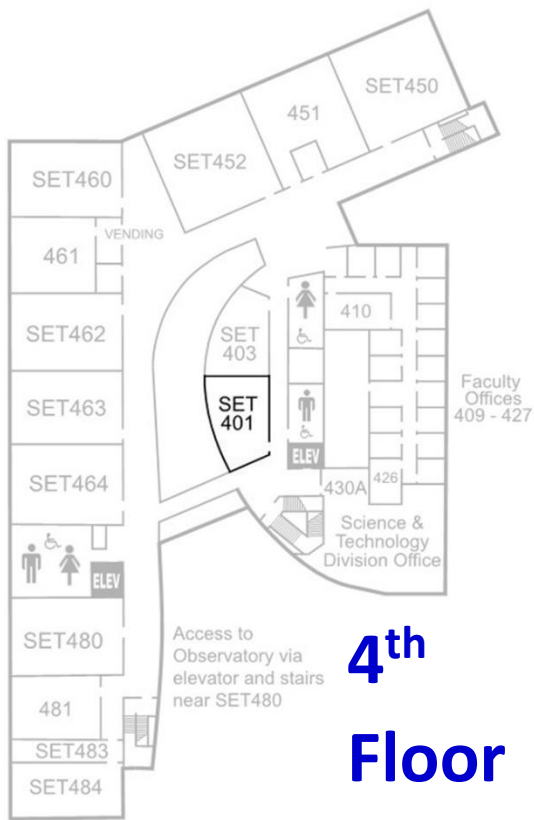 SET450
451
SET452
SET460
VENDING
461
SET462
SET463
SET464
SET
403
SET
401
410
Faculty
Offices
409 - 427
ELEV
430A
426
Science &
Technology
Division Office
ELEV
SET480
Access to
Observatory via
elevator and stairs
near SET480
481
SET483
SET484
4th
Floor